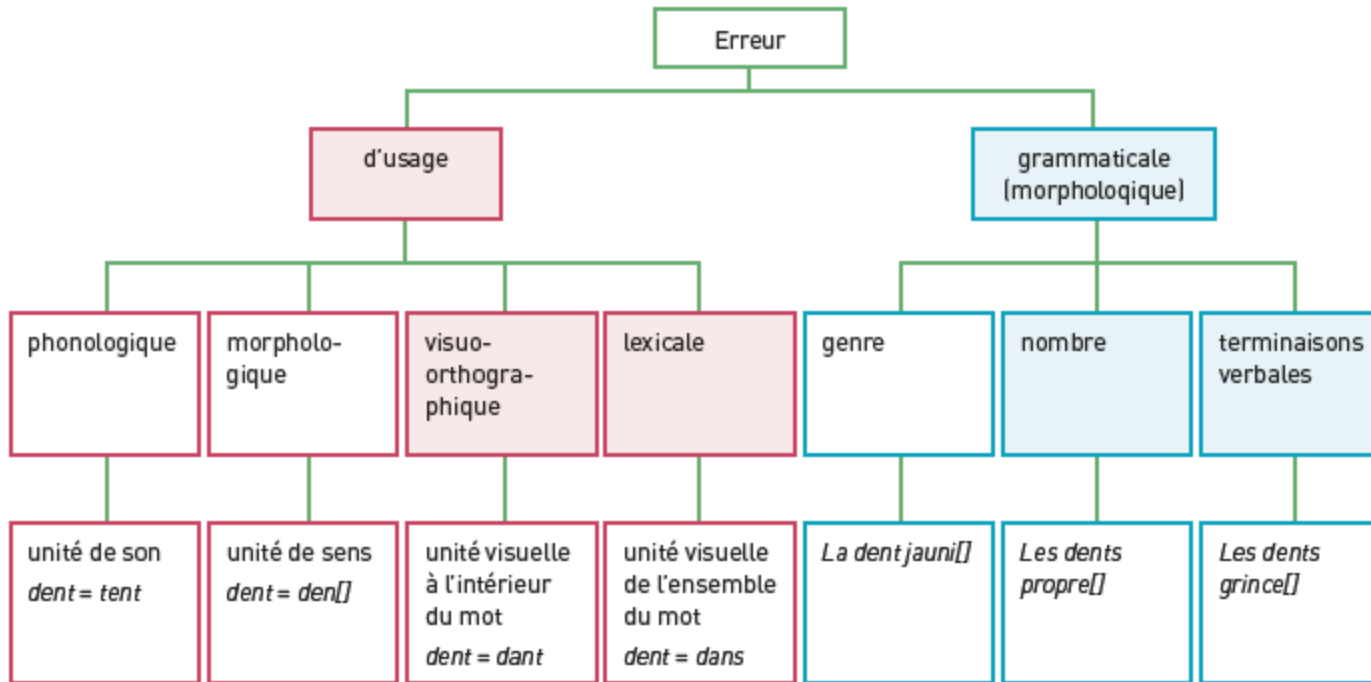 Erreur
d'usage
grammaticale
(morphologique)
phonologique
morpholo-
gique
visuo-
orthogra-
phique
lexicale
genre
nombre
terminaisons
verbales
unité de son
dent = tent
unité de sens
dent = den[]
unité visuelle
à l'intérieur
du mot
dent = dant
unité visuelle
de l'ensemble
du mot
dent = dans
La dent jauni[]
Les dents
propre[]
Les dents
grince[]